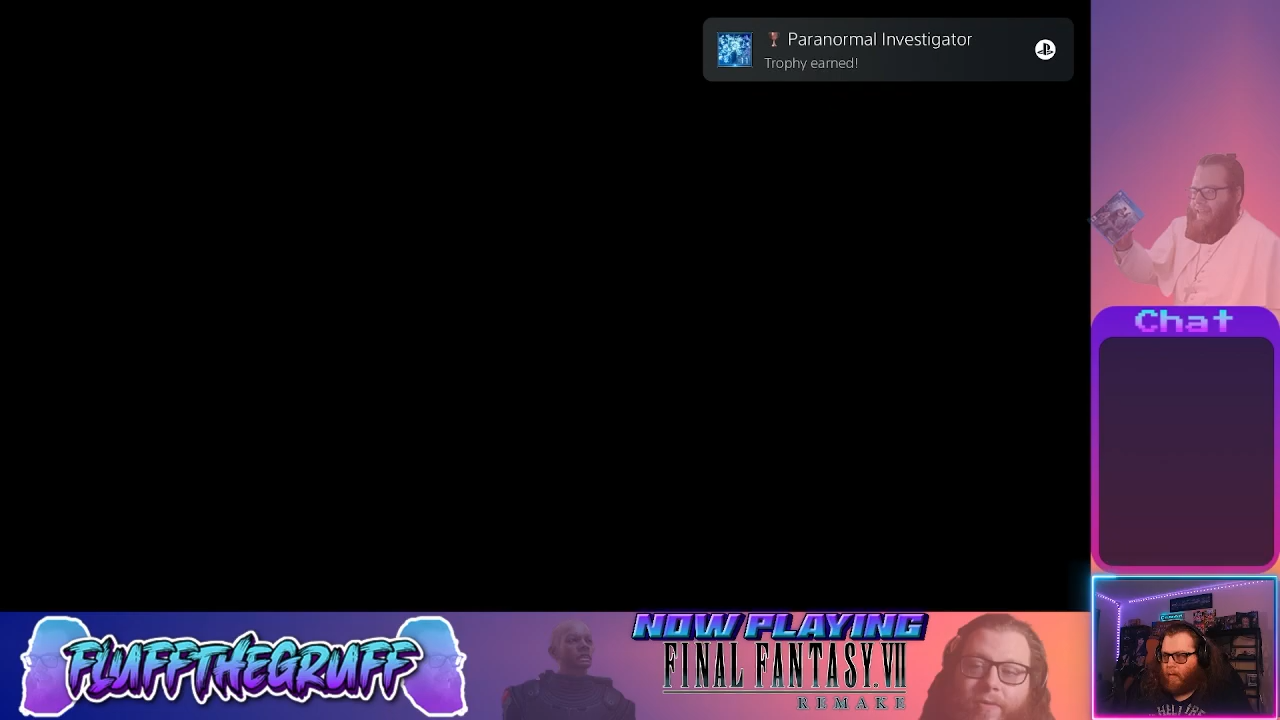 Paranormal Investigator
Trophy earned!
Chat
NOW PLAYING
FLUFFTHEGRUFF
FINAL FANTASY VII
REMAKE